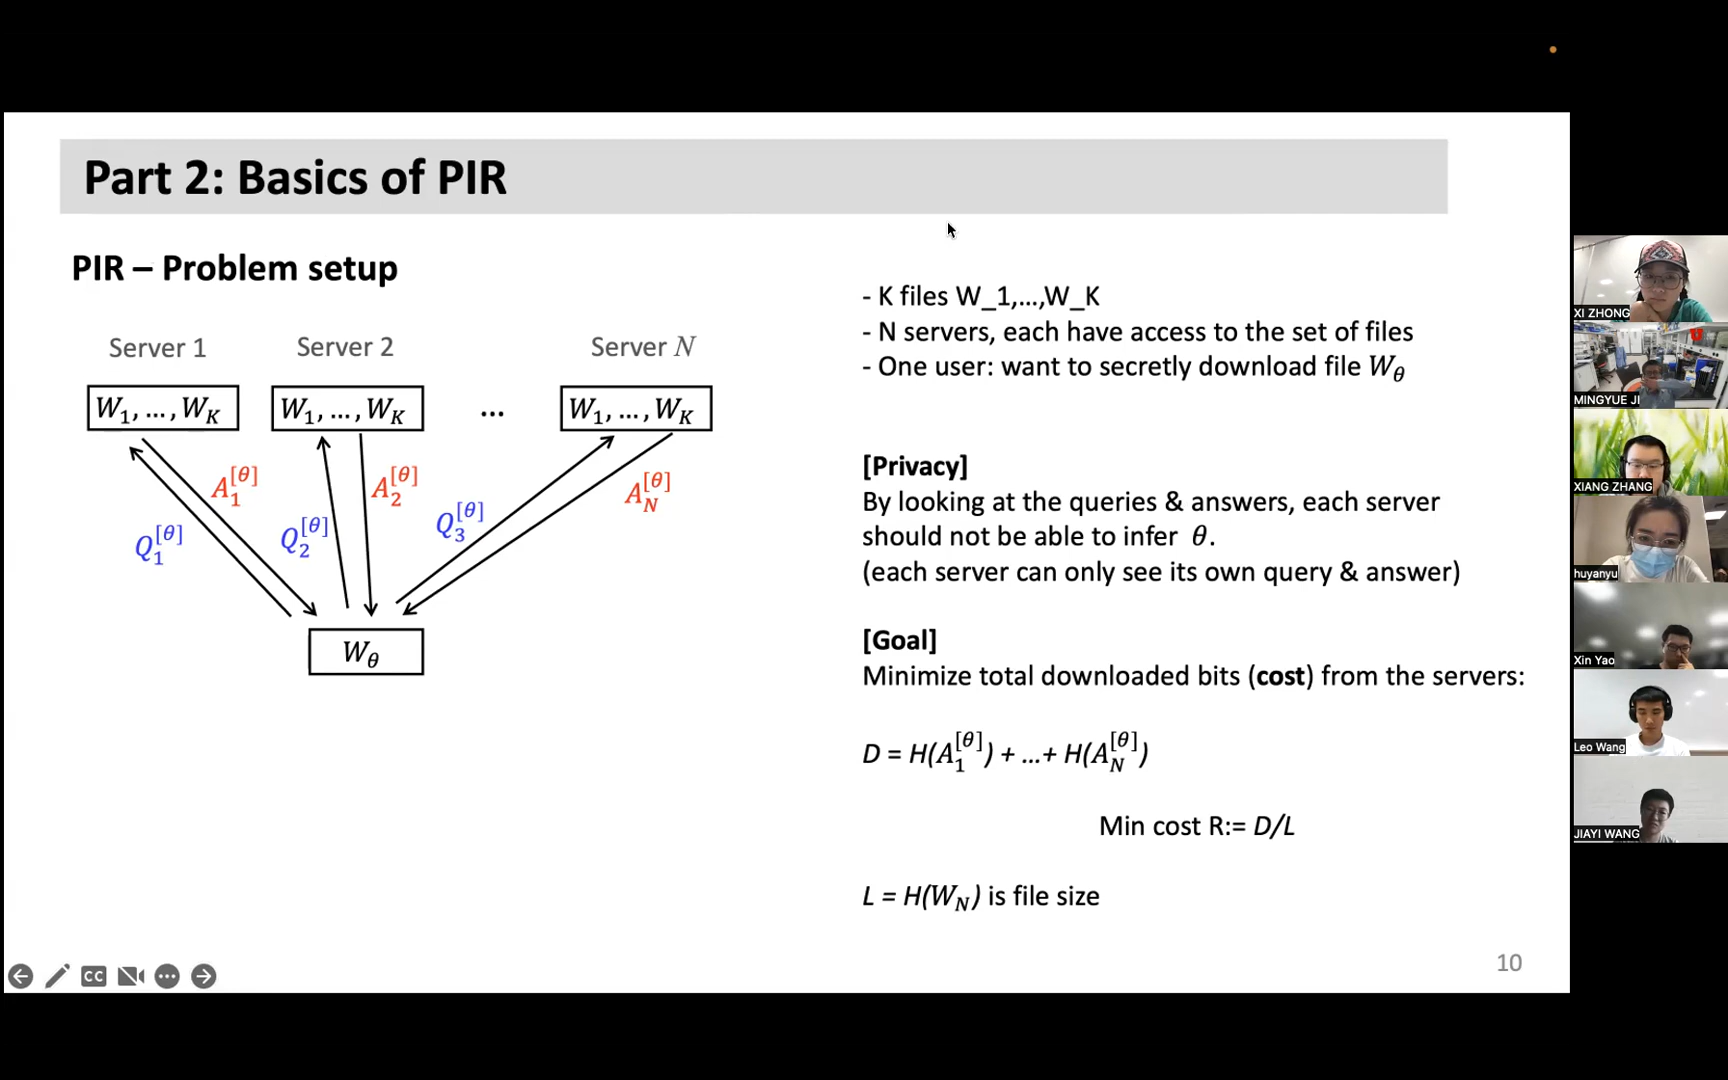 Part 2: Basics of PIR
PIR – Problem setup
Server 1
Server 2
Server N
W_1, ..., W_K
W_1, ..., W_K
...
W_1, ..., W_K
A_1^{[θ]}
A_2^{[θ]}
A_N^{[θ]}
Q_1^{[θ]}
Q_2^{[θ]}
Q_3^{[θ]}
W_θ
- K files W_1,...,W_K
- N servers, each have access to the set of files
- One user: want to secretly download file W_θ
[Privacy]
By looking at the queries & answers, each server
should not be able to infer θ.
(each server can only see its own query & answer)
[Goal]
Minimize total downloaded bits (cost) from the servers:
D = H(A_1^{[θ]}) + ...+ H(A_N^{[θ]})
Min cost R:= D/L
L = H(W_N) is file size
10
CC
XI ZHONG
MINGYUE JI
XIANG ZHANG
huyanyu
Xin Yao
Leo Wang
JIAYI WANG